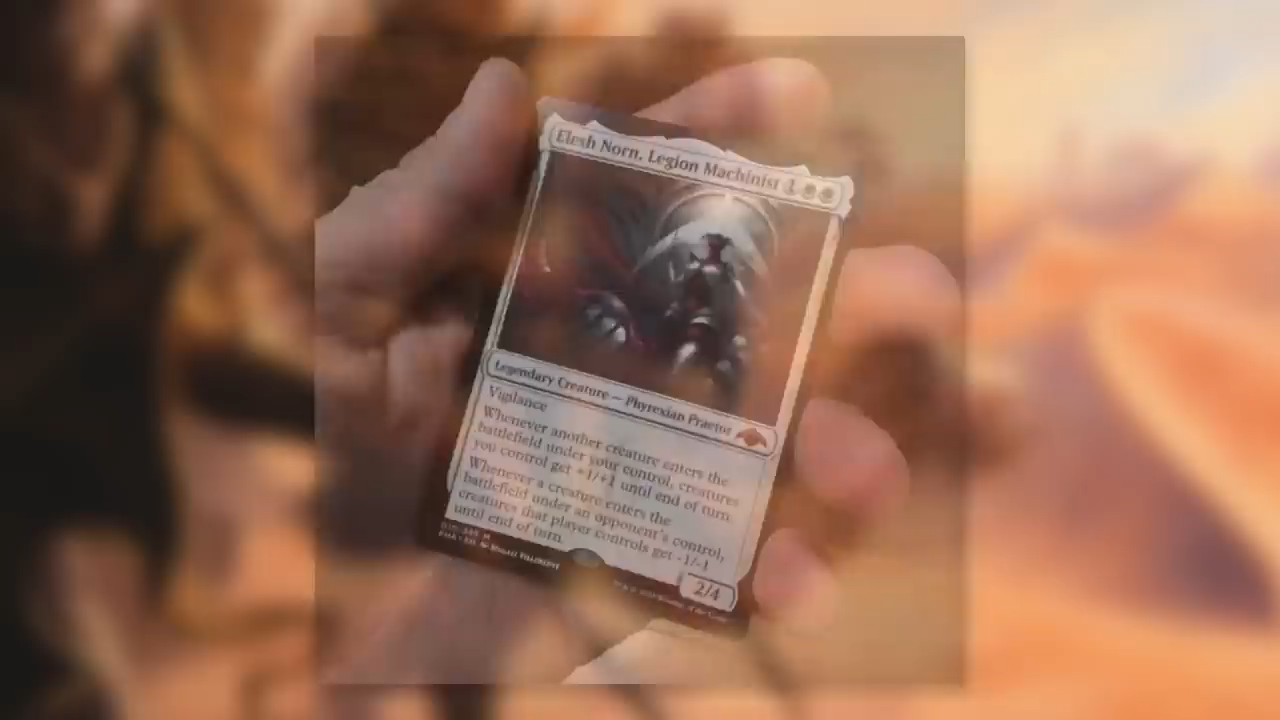 Elesh Norn, Legion Machinist 1
Legendary Creature — Phyrexian Praetor
Vigilance
Whenever another creature enters the
battlefield under your control, creatures
you control get +1/+1 until end of turn
Whenever a creature enters the
battlefield under an opponent's control,
creatures that player controls get -1/-1
until end of turn.
2/4